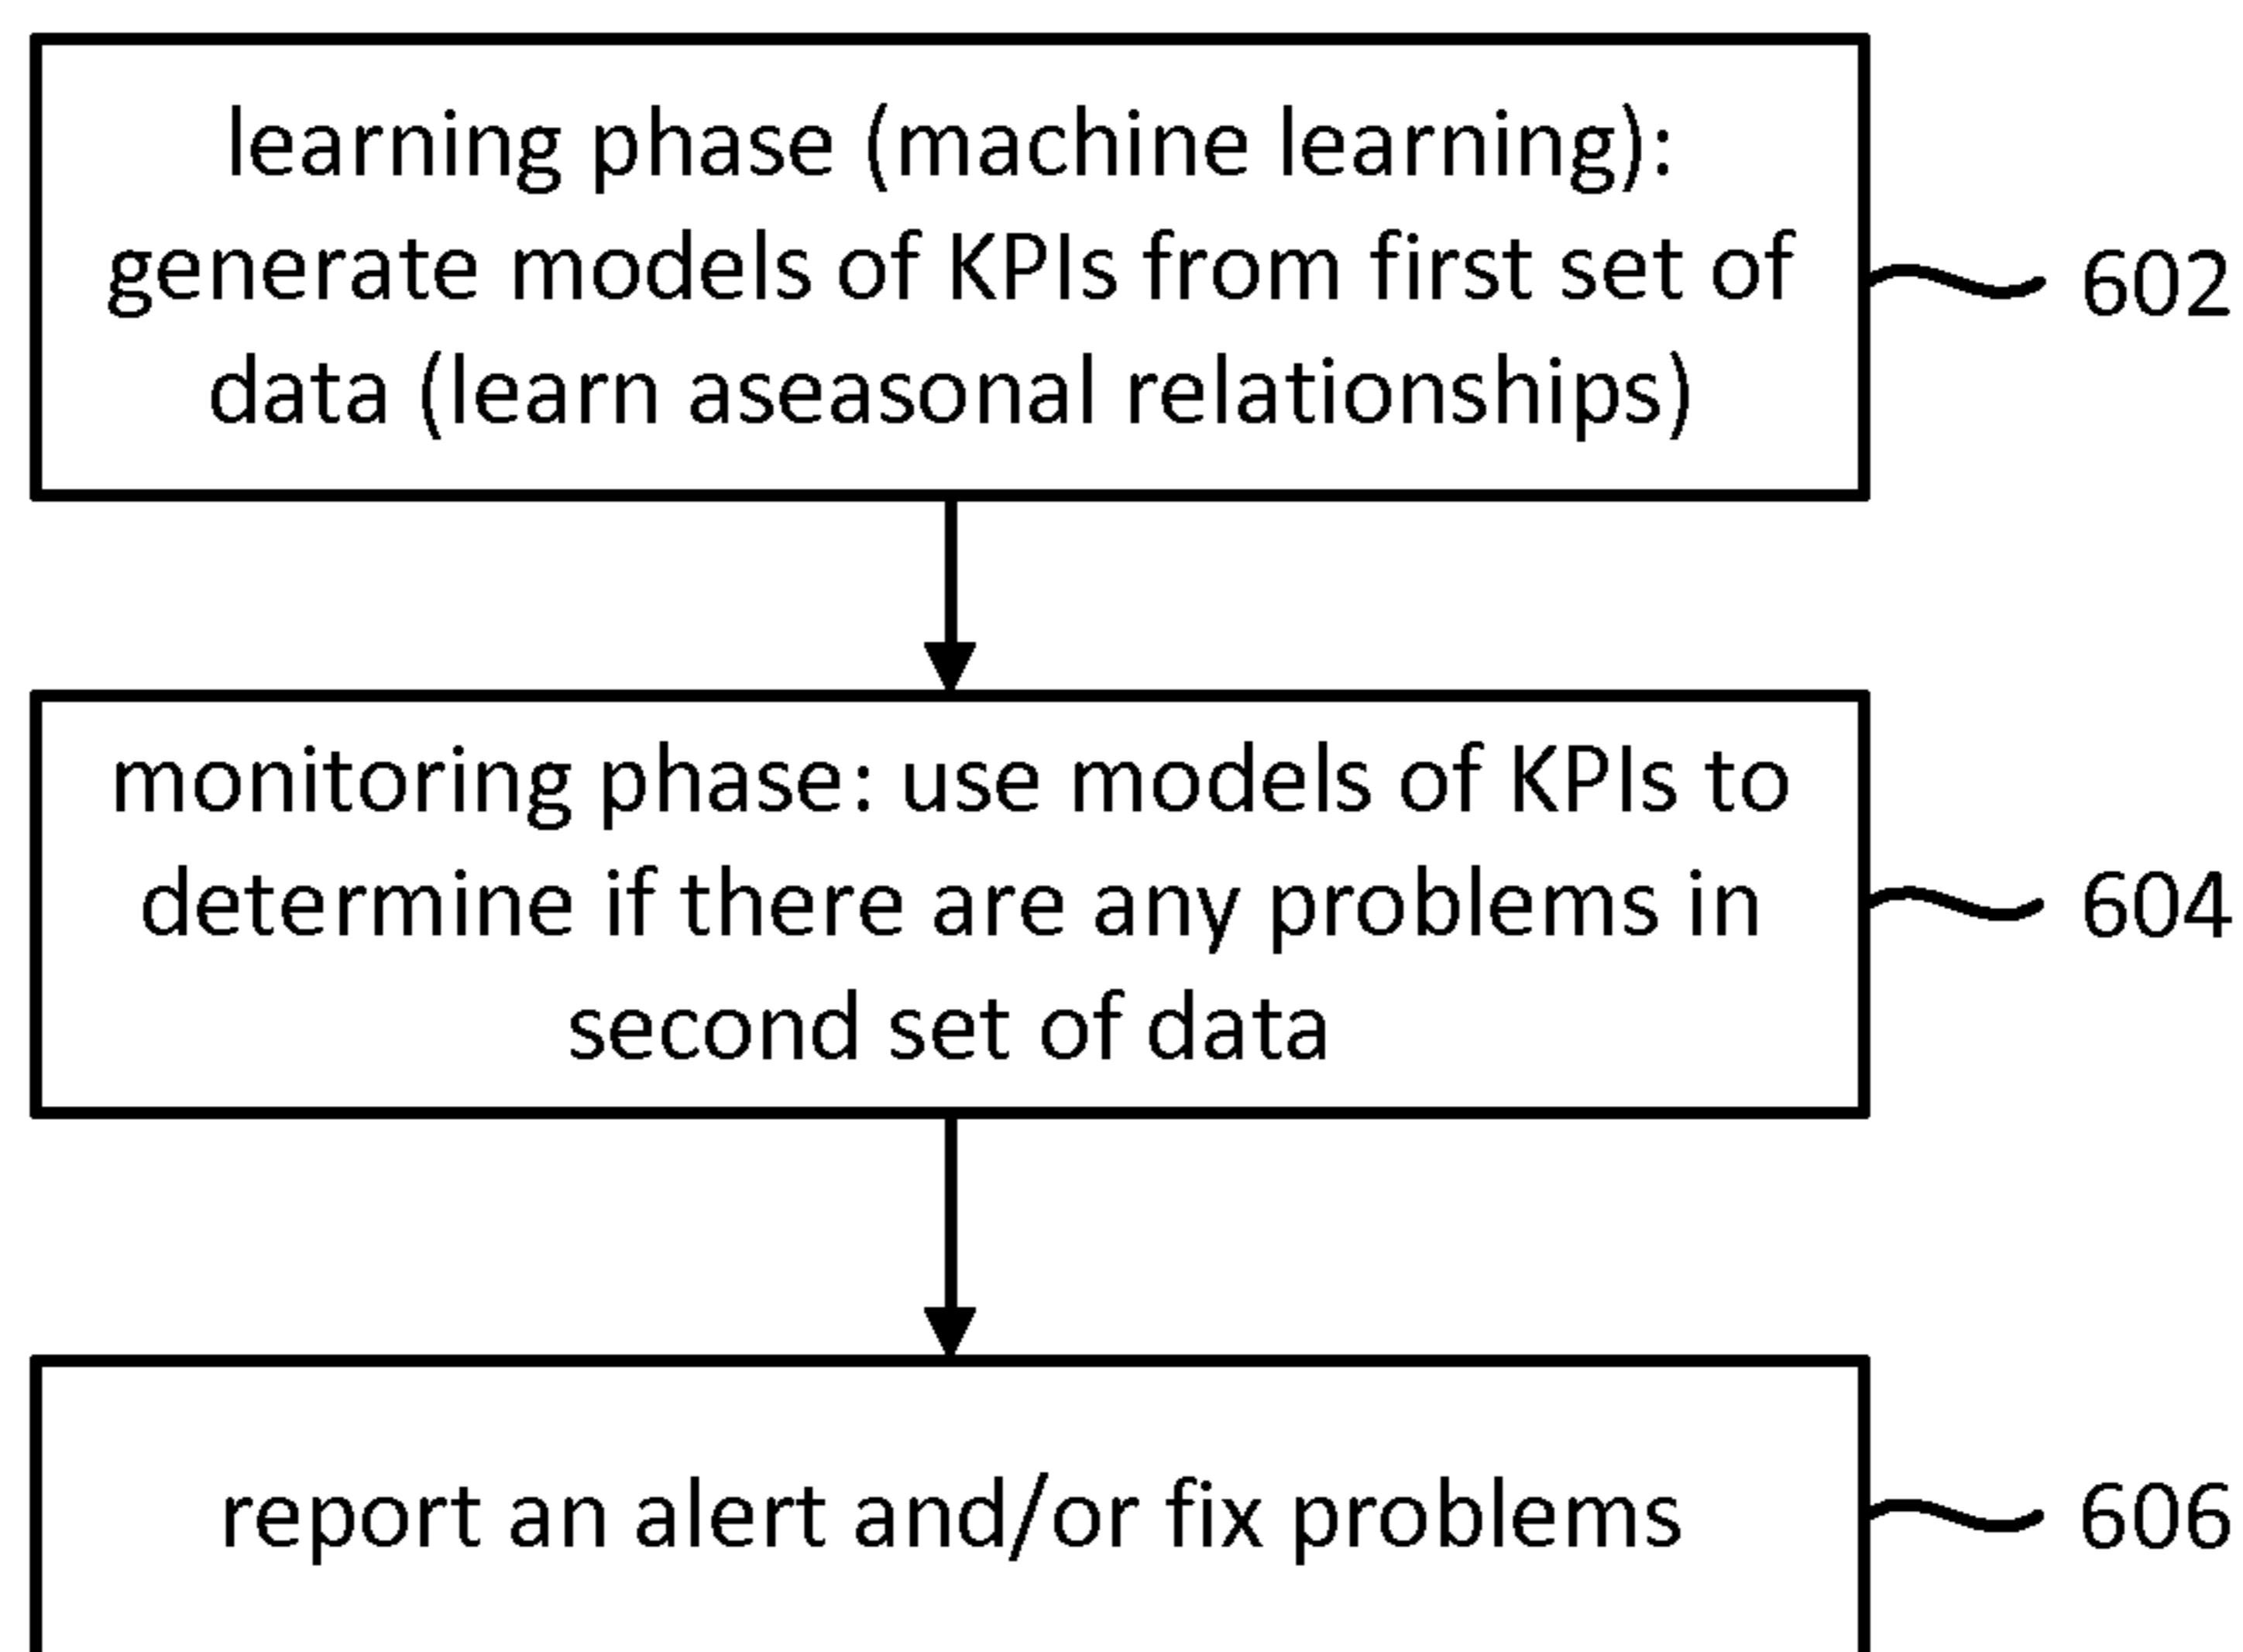 learning phase (machine learning):
generate models of KPIs from first set of
data (learn aseasonal relationships)
602
monitoring phase: use models of KPIs to
determine if there are any problems in
second set of data
604
report an alert and/or fix problems
606